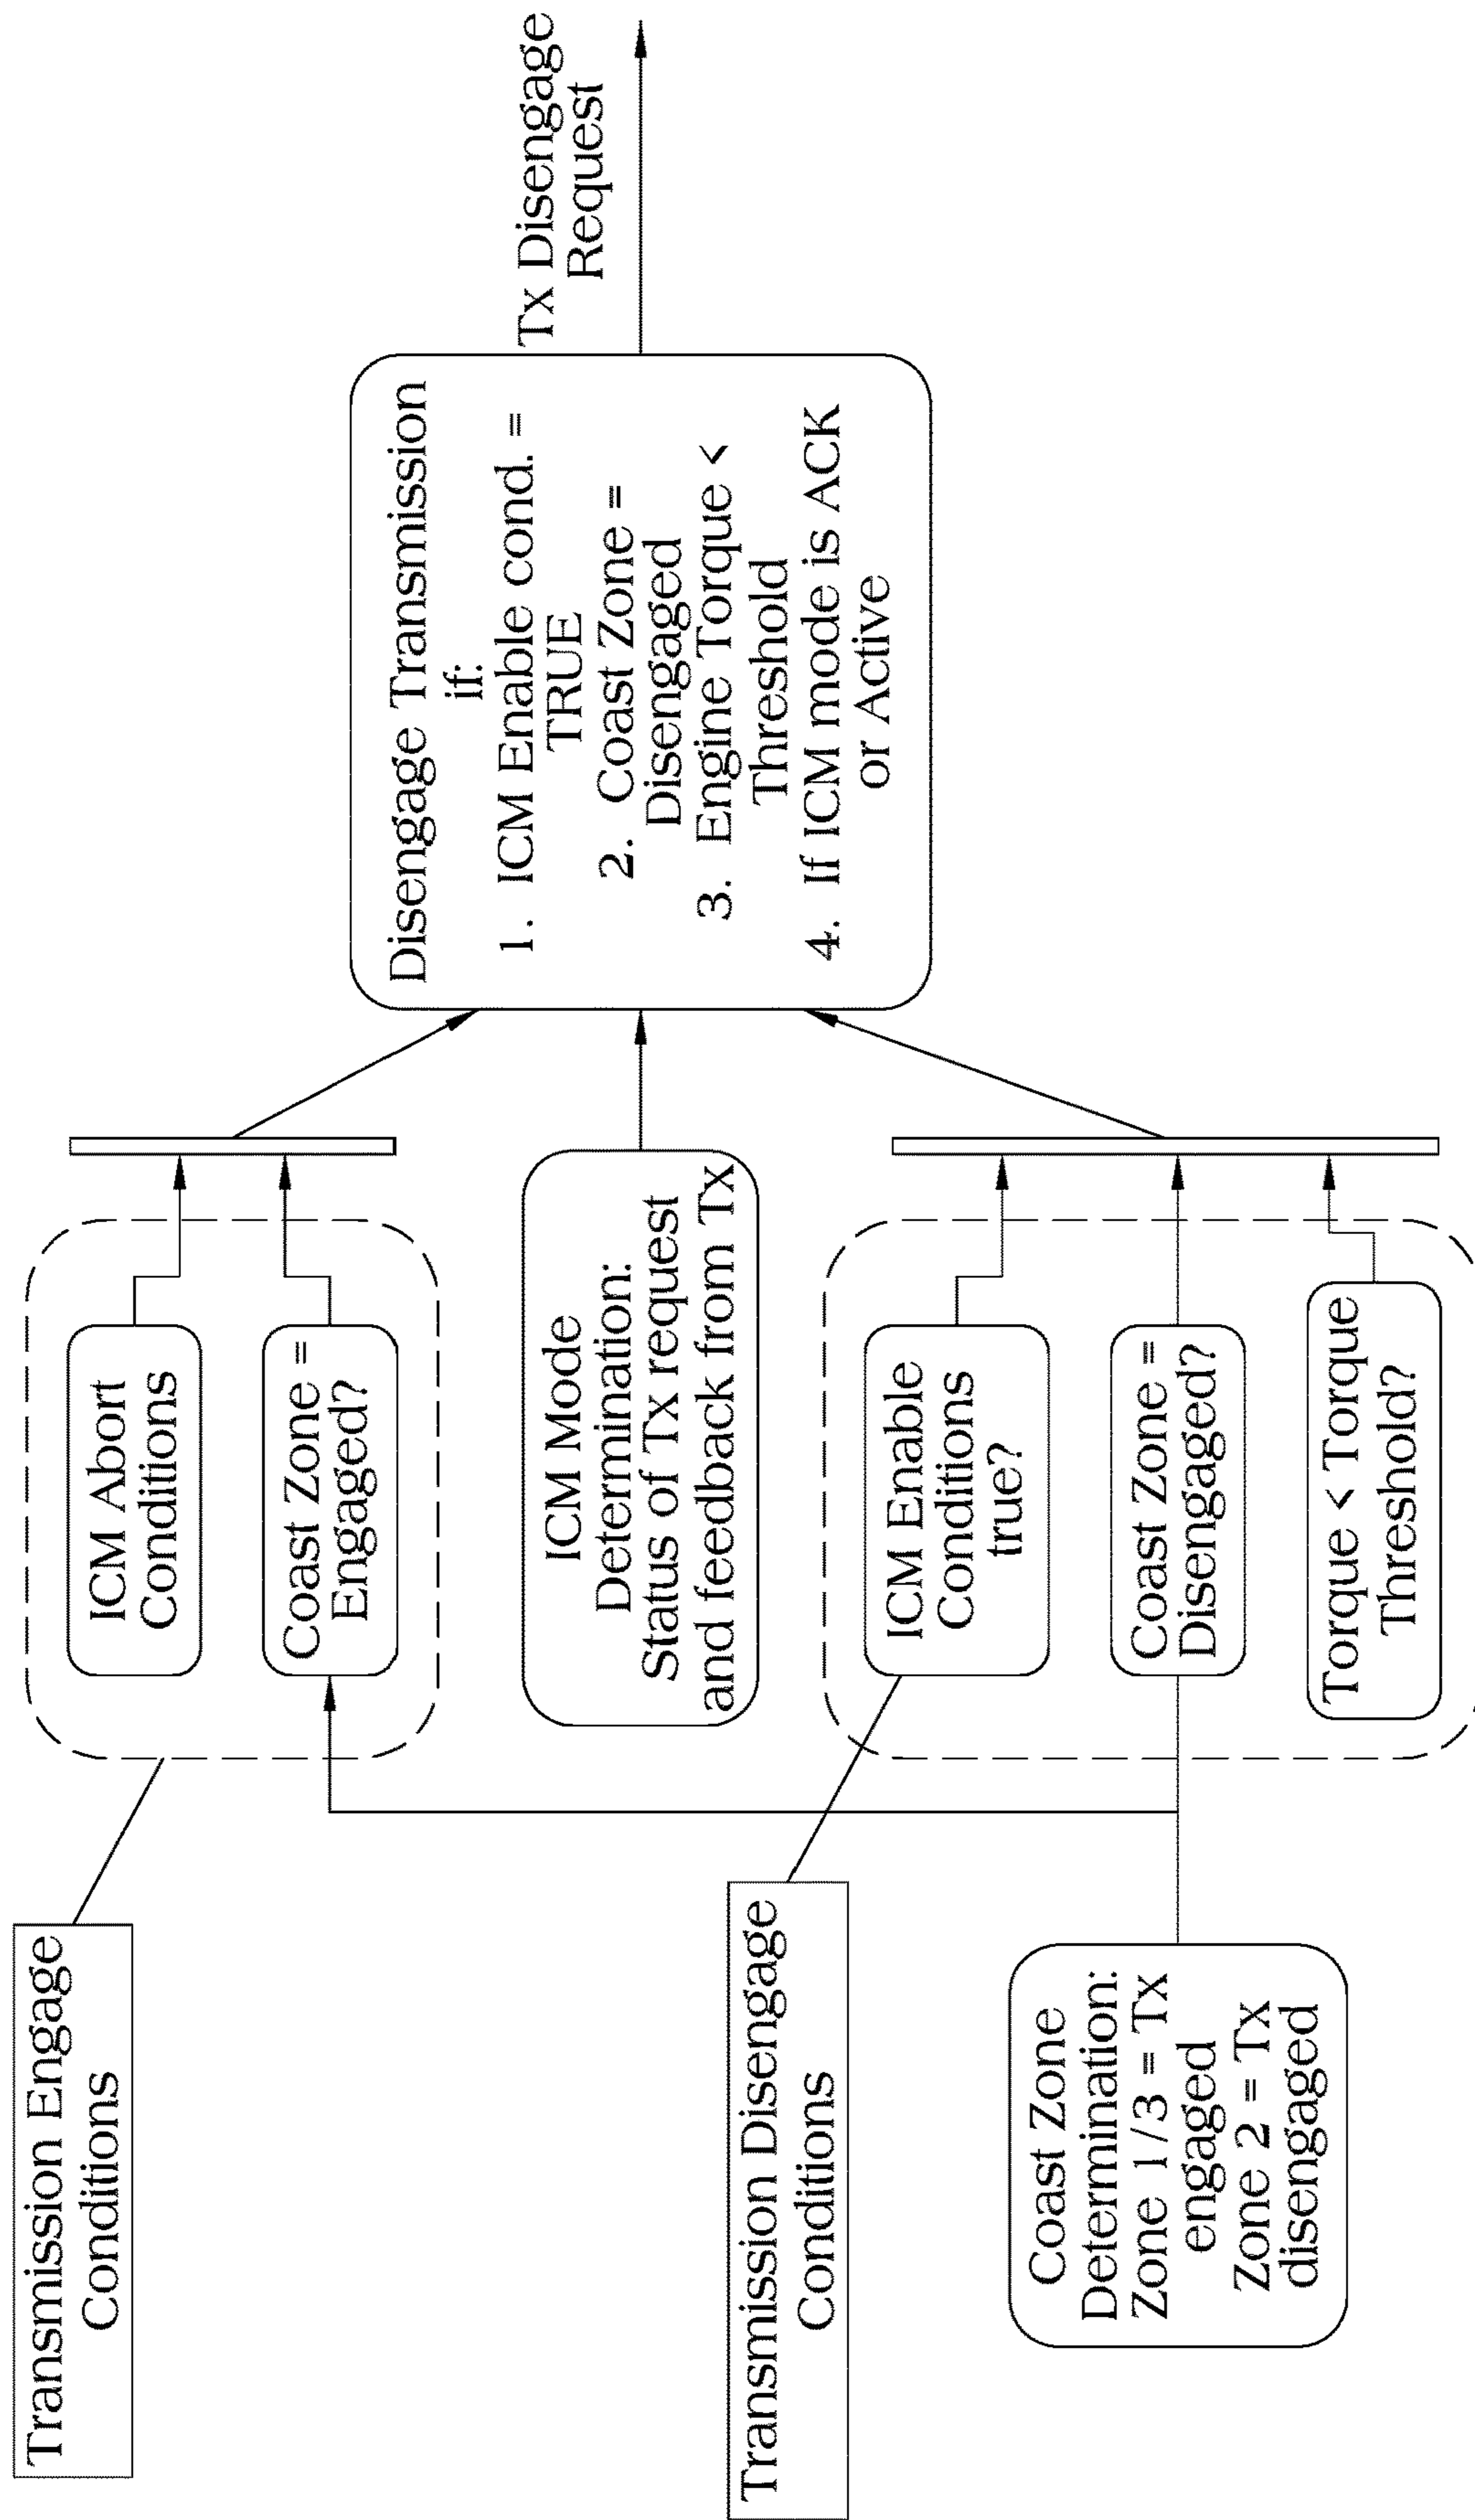 Transmission Engage
Conditions
ICM Abort
Conditions
Coast Zone =
Engaged?
ICM Mode
Determination:
Status of Tx request
and feedback from Tx
Transmission Disengage
Conditions
ICM Enable
Conditions
true?
Coast Zone
Determination:
Zone 1/3 = Tx
engaged
Zone 2 = Tx
disengaged
Coast Zone =
Disengaged?
Torque < Torque
Threshold?
Disengage Transmission
if:
1. ICM Enable cond. =
TRUE
2. Coast Zone =
Disengaged
3. Engine Torque <
Threshold
4. If ICM mode is ACK
or Active
Tx Disengage
Request